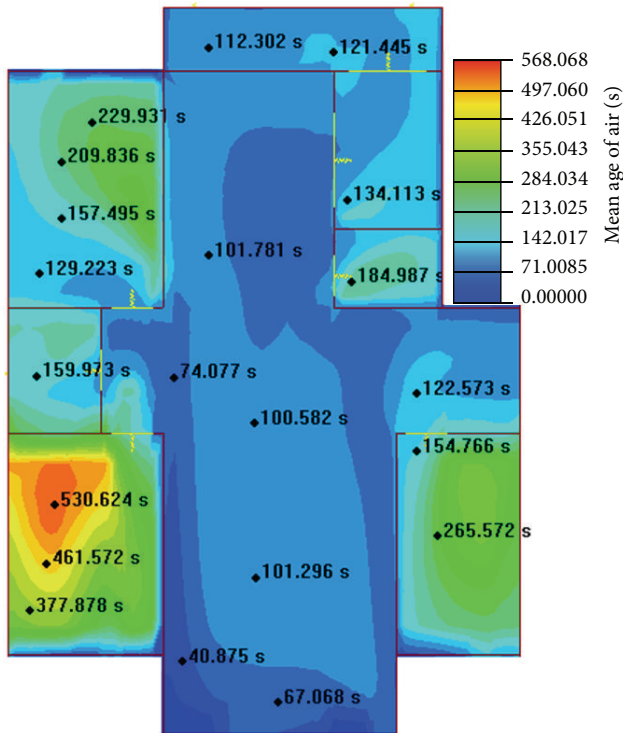 112.302 s
121.445 s
229.931 s
209.836 s
157.495 s
129.223 s
134.113 s
101.781 s
184.987 s
159.973 s
74.077 s
122.573 s
100.582 s
154.766 s
530.624 s
265.572 s
461.572 s
101.296 s
377.878 s
40.875 s
67.068 s
568.068
497.060
426.051
355.043
284.034
213.025
142.017
71.0085
0.00000
Mean age of air (s)